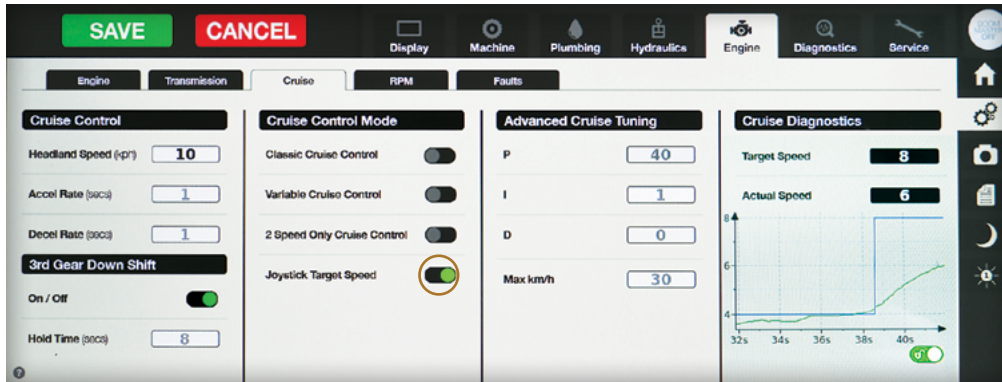 SAVE
CANCEL
Display
Machine
Plumbing
Hydraulics
Engine
Diagnostics
Service
BOOM
OFF
Engine
Transmission
Cruise
RPM
Faults
Cruise Control
Headland Speed (kph)
10
Accel Rate (secs)
1
Decel Rate (secs)
1
3rd Gear Down Shift
On / Off
Hold Time (secs)
8
Cruise Control Mode
Classic Cruise Control
Variable Cruise Control
2 Speed Only Cruise Control
Joystick Target Speed
Advanced Cruise Tuning
P
40
I
1
D
0
Max km/h
30
Cruise Diagnostics
Target Speed
8
Actual Speed
6
8
6
4
32s 34s 36s 38s 40s
?